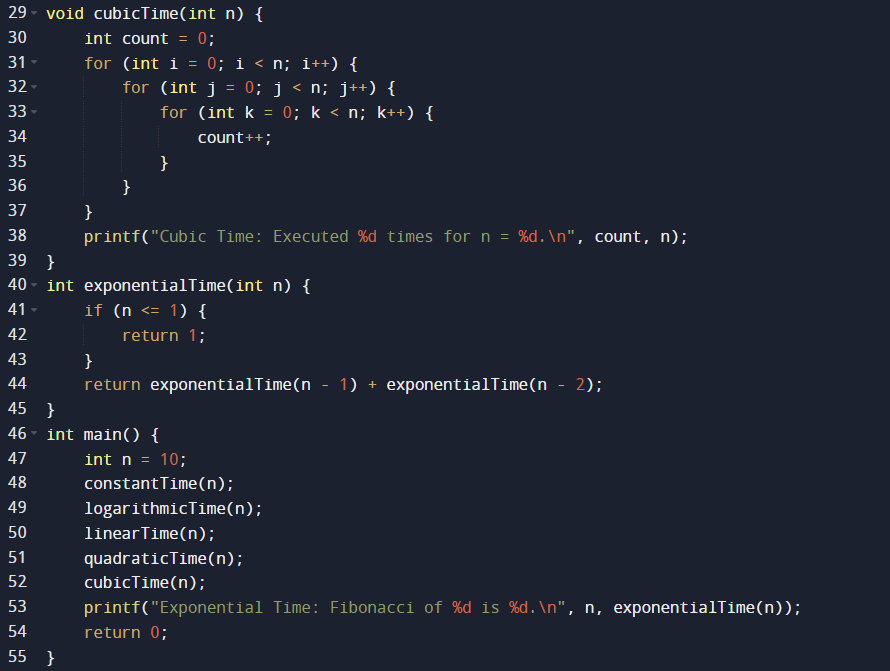 29 void cubicTime(int n) {
30     int count = 0;
31     for (int i = 0; i < n; i++) {
32         for (int j = 0; j < n; j++) {
33             for (int k = 0; k < n; k++) {
34                 count++;
35             }
36         }
37     }
38     printf("Cubic Time: Executed %d times for n = %d.\n", count, n);
39 }
40 int exponentialTime(int n) {
41     if (n <= 1) {
42         return 1;
43     }
44     return exponentialTime(n - 1) + exponentialTime(n - 2);
45 }
46 int main() {
47     int n = 10;
48     constantTime(n);
49     logarithmicTime(n);
50     linearTime(n);
51     quadraticTime(n);
52     cubicTime(n);
53     printf("Exponential Time: Fibonacci of %d is %d.\n", n, exponentialTime(n));
54     return 0;
55 }